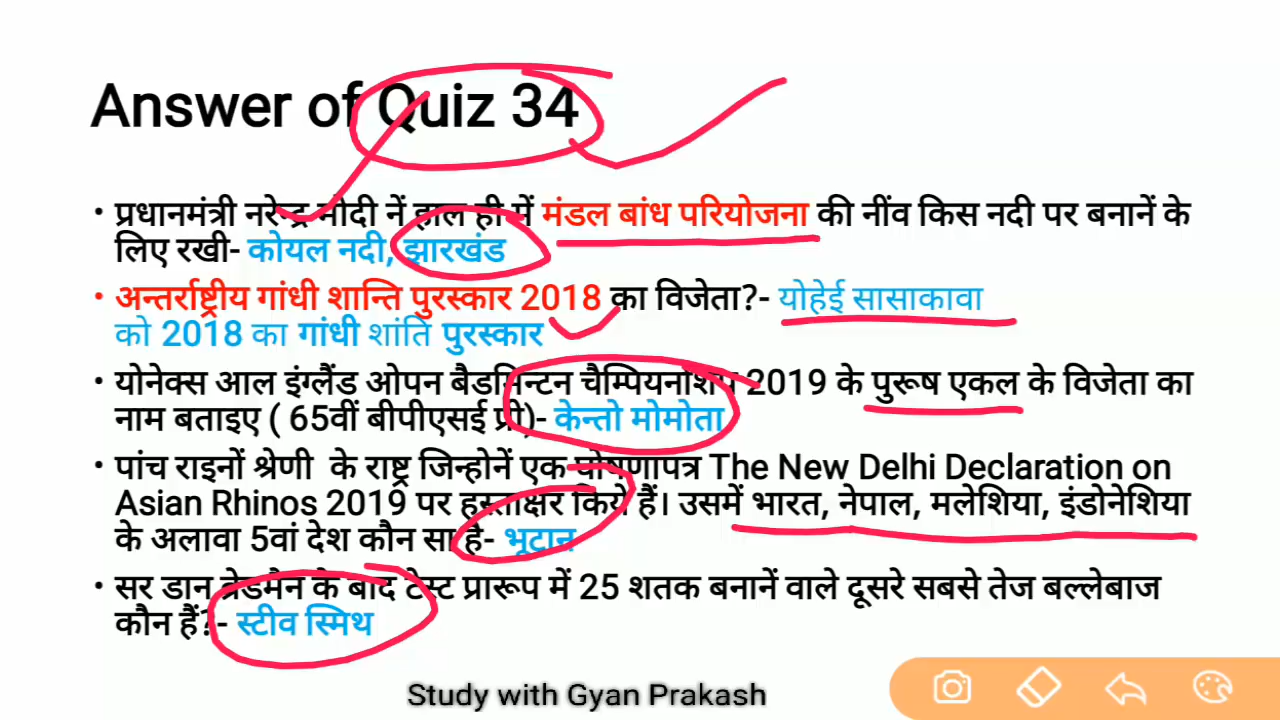 Answer of Quiz 34
• प्रधानमंत्री नरेन्द्र मोदी नें हाल ही में मंडल बांध परियोजना की नींव किस नदी पर बनानें के
लिए रखी- कोयल नदी, झारखंड
• अन्तर्राष्ट्रीय गांधी शान्ति पुरस्कार 2018 का विजेता?- योहेई सासाकावा
को 2018 का गांधी शांति पुरस्कार
• योनेक्स आल इंग्लैंड ओपन बैडमिन्टन चैम्पियनशिप 2019 के पुरूष एकल के विजेता का
नाम बताइए ( 65वीं बीपीएसई प्री)- केन्तो मोमोता
• पांच राइनों श्रेणी के राष्ट्र जिन्होनें एक घोषणापत्र The New Delhi Declaration on
Asian Rhinos 2019 पर हस्ताक्षर किये हैं। उसमें भारत, नेपाल, मलेशिया, इंडोनेशिया
के अलावा 5वां देश कौन सा है- भूटान
• सर डान ब्रेडमैन के बाद टेस्ट प्रारूप में 25 शतक बनानें वाले दूसरे सबसे तेज बल्लेबाज
कौन हैं?- स्टीव स्मिथ
Study with Gyan Prakash